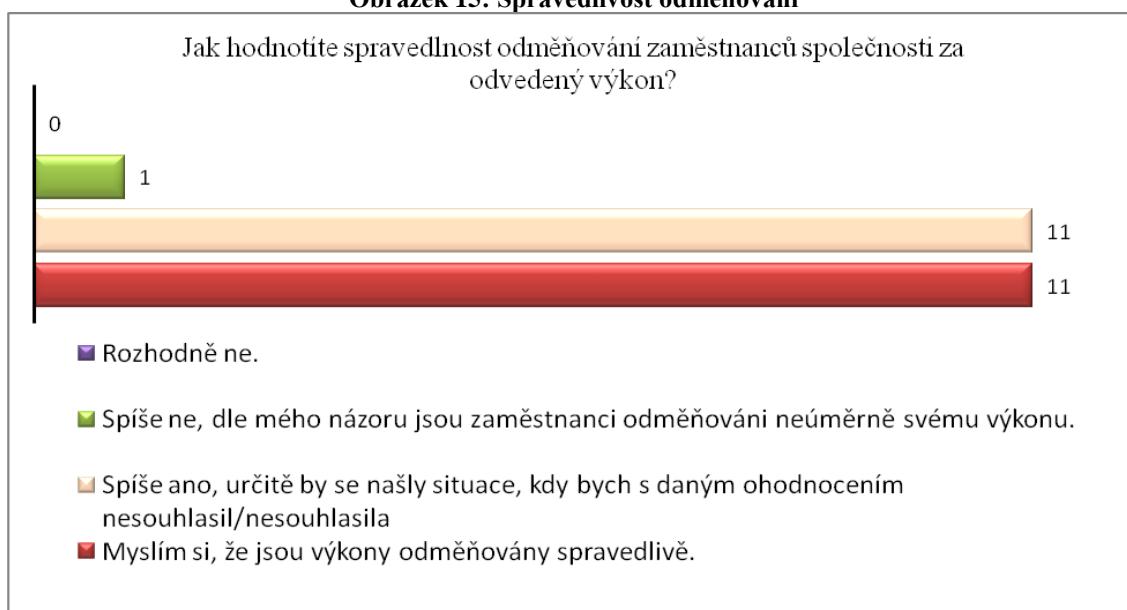 Obrázek 15: Spravedlivost odměňování
Jak hodnotíte spravedlnost odměňování zaměstnanců společnosti za
odvedený výkon?
0
1
11
11
Rozhodně ne.
Spíše ne, dle mého názoru jsou zaměstnanci odměňováni neúměrně svému výkonu.
Spíše ano, určitě by se našly situace, kdy bych s daným ohodnocením
nesouhlasil/nesouhlasila
Myslím si, že jsou výkony odměňovány spravedlivě.